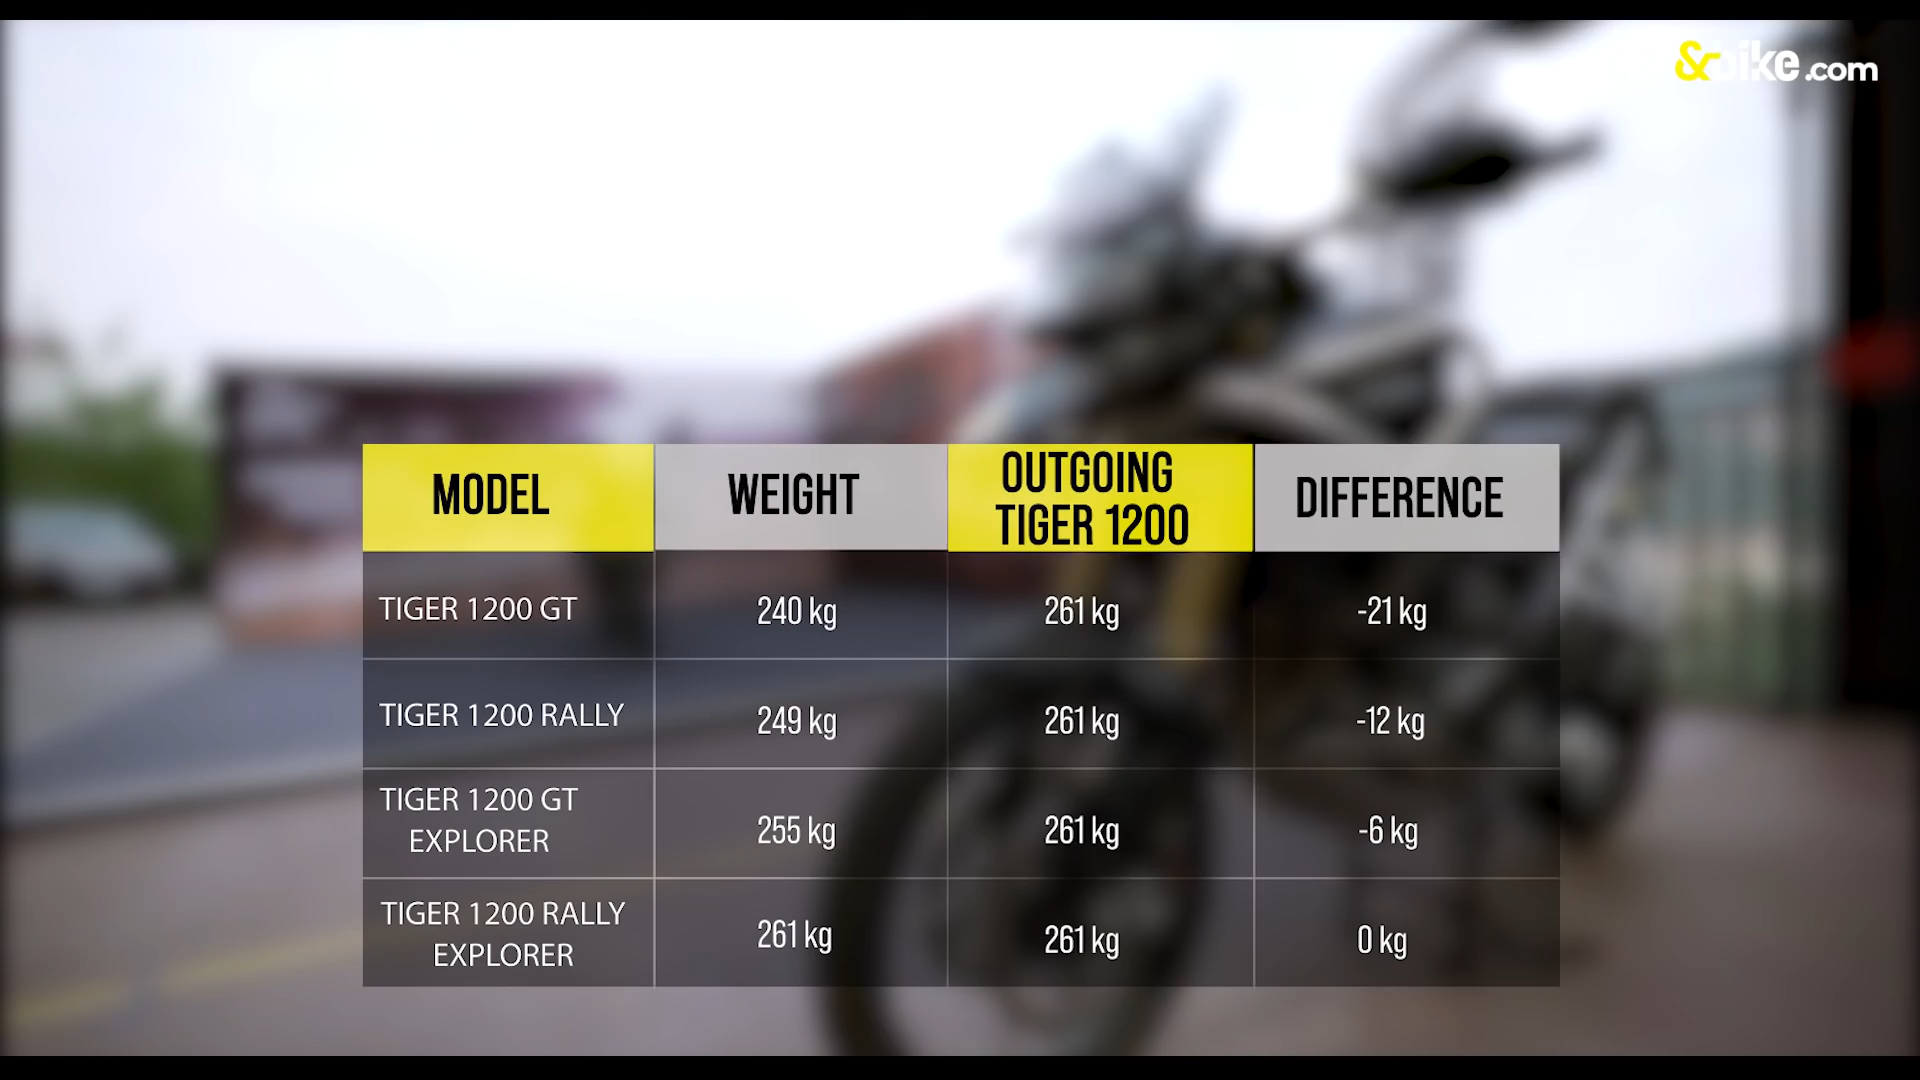 &bike.com
MODEL WEIGHT OUTGOING TIGER 1200 DIFFERENCE
TIGER 1200 GT 240 kg 261 kg -21 kg
TIGER 1200 RALLY 249 kg 261 kg -12 kg
TIGER 1200 GT EXPLORER 255 kg 261 kg -6 kg
TIGER 1200 RALLY EXPLORER 261 kg 261 kg 0 kg